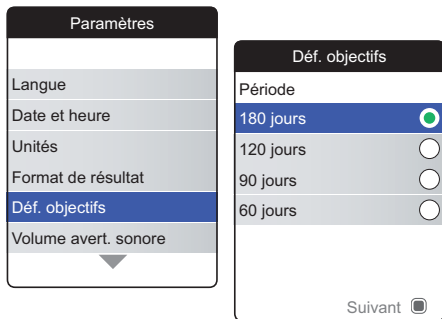 Paramètres
Langue
Date et heure
Unités
Format de résultat
Déf. objectifs
Volume avert. sonore
Déf. objectifs
Période
180 jours
120 jours
90 jours
60 jours
Suivant